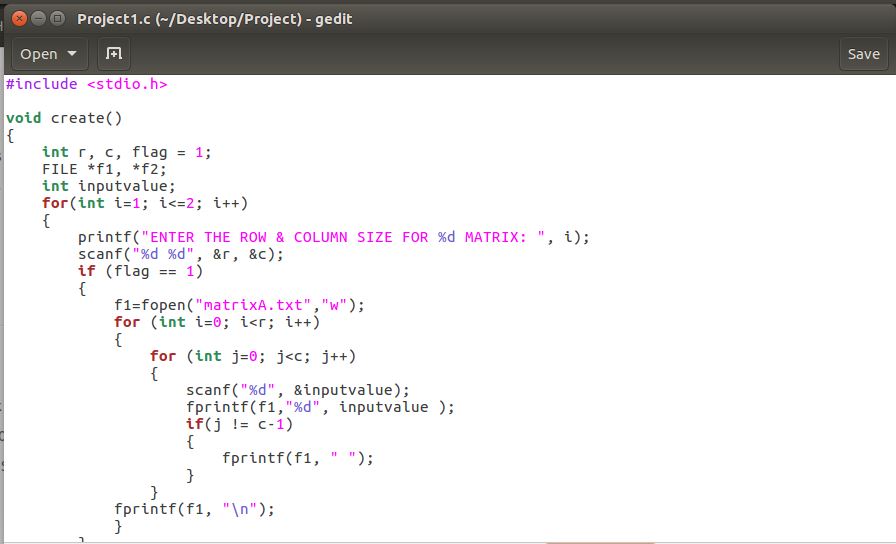 Project1.c (~/Desktop/Project) - gedit
Open Save
#include <stdio.h>

void create()
{
    int r, c, flag = 1;
    FILE *f1, *f2;
    int inputvalue;
    for(int i=1; i<=2; i++)
    {
        printf("ENTER THE ROW & COLUMN SIZE FOR %d MATRIX: ", i);
        scanf("%d %d", &r, &c);
        if (flag == 1)
        {
            f1=fopen("matrixA.txt","w");
            for (int i=0; i<r; i++)
            {
                for (int j=0; j<c; j++)
                {
                    scanf("%d", &inputvalue);
                    fprintf(f1,"%d", inputvalue );
                    if(j != c-1)
                    {
                        fprintf(f1, " ");
                    }
                }
            fprintf(f1, "\n");
            }